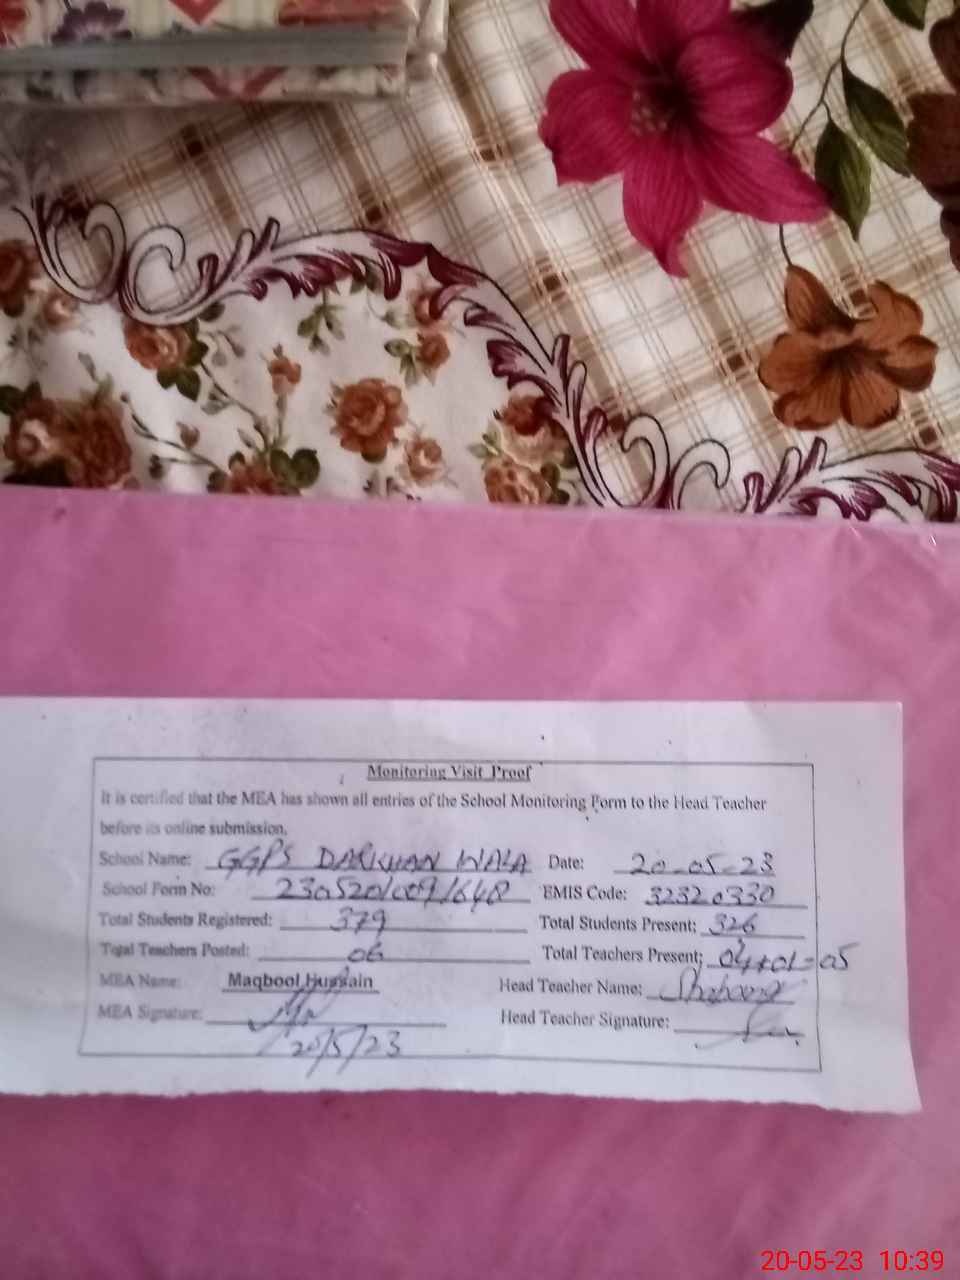 Monitoring Visit Proof
It is certified that the MEA has shown all entries of the School Monitoring Form to the Head Teacher
before its online submission.
School Name: GGPS DARKHAN WALA Date: 20-05-23
School Form No: EMIS Code: 32320330
Total Students Registered: 379 Total Students Present: 326
Total Teachers Posted: 06 Total Teachers Present: 04+01=05
MEA Name: Maqbool Hussain Head Teacher Name:
MEA Signature: Head Teacher Signature:
20/5/23
20-05-23 10:39